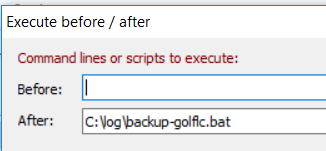 Execute before / after
Command lines or scripts to execute:
Before:
After: C:\log\backup-golflc.bat